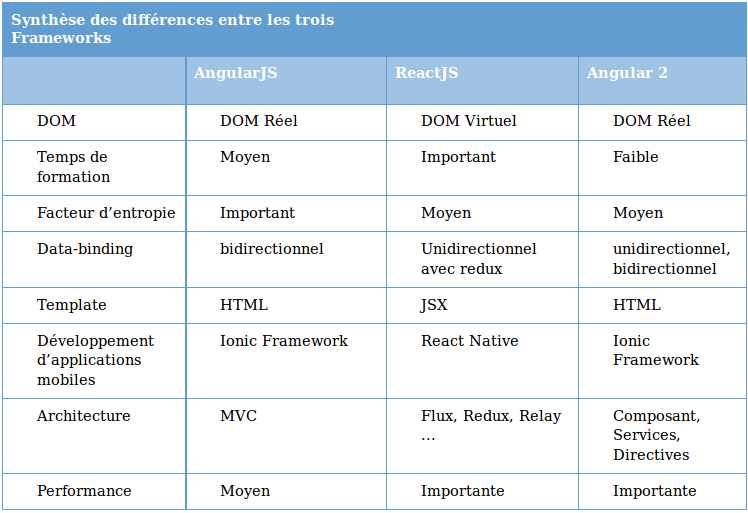 Synthèse des différences entre les trois
Frameworks
AngularJS ReactJS Angular 2
DOM DOM Réel DOM Virtuel DOM Réel
Temps de
formation Moyen Important Faible
Facteur d’entropie Important Moyen Moyen
Data-binding bidirectionnel Unidirectionnel unidirectionnel,
avec redux bidirectionnel
Template HTML JSX HTML
Développement Ionic Framework React Native Ionic
d’applications Framework
mobiles
Architecture MVC Flux, Redux, Relay Composant,
... Services,
Directives
Performance Moyen Importante Importante